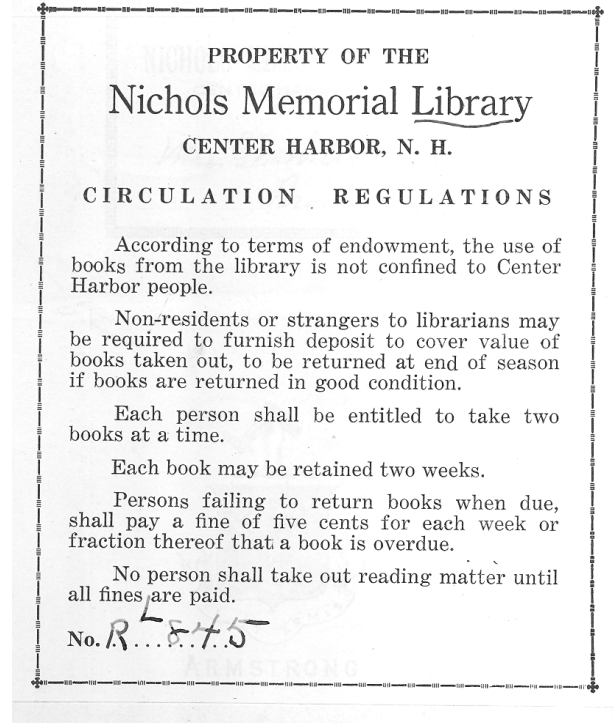 PROPERTY OF THE
Nichols Memorial Library
CENTER HARBOR, N. H.
CIRCULATION REGULATIONS
According to terms of endowment, the use of
books from the library is not confined to Center
Harbor people.
Non-residents or strangers to librarians may
be required to furnish deposit to cover value of
books taken out, to be returned at end of season
if books are returned in good condition.
Each person shall be entitled to take two
books at a time.
Each book may be retained two weeks.
Persons failing to return books when due,
shall pay a fine of five cents for each week or
fraction thereof that a book is overdue.
No person shall take out reading matter until
all fines are paid.
No.
ARMSTRONG